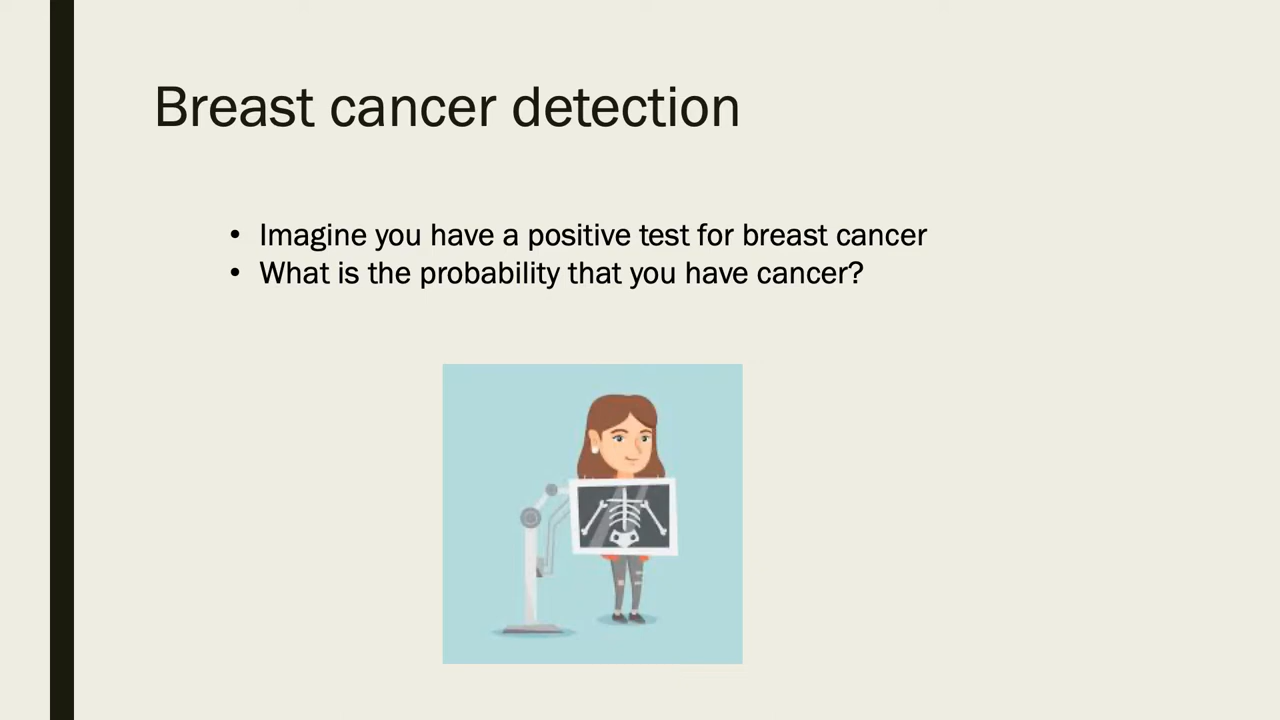 Breast cancer detection
• Imagine you have a positive test for breast cancer
• What is the probability that you have cancer?